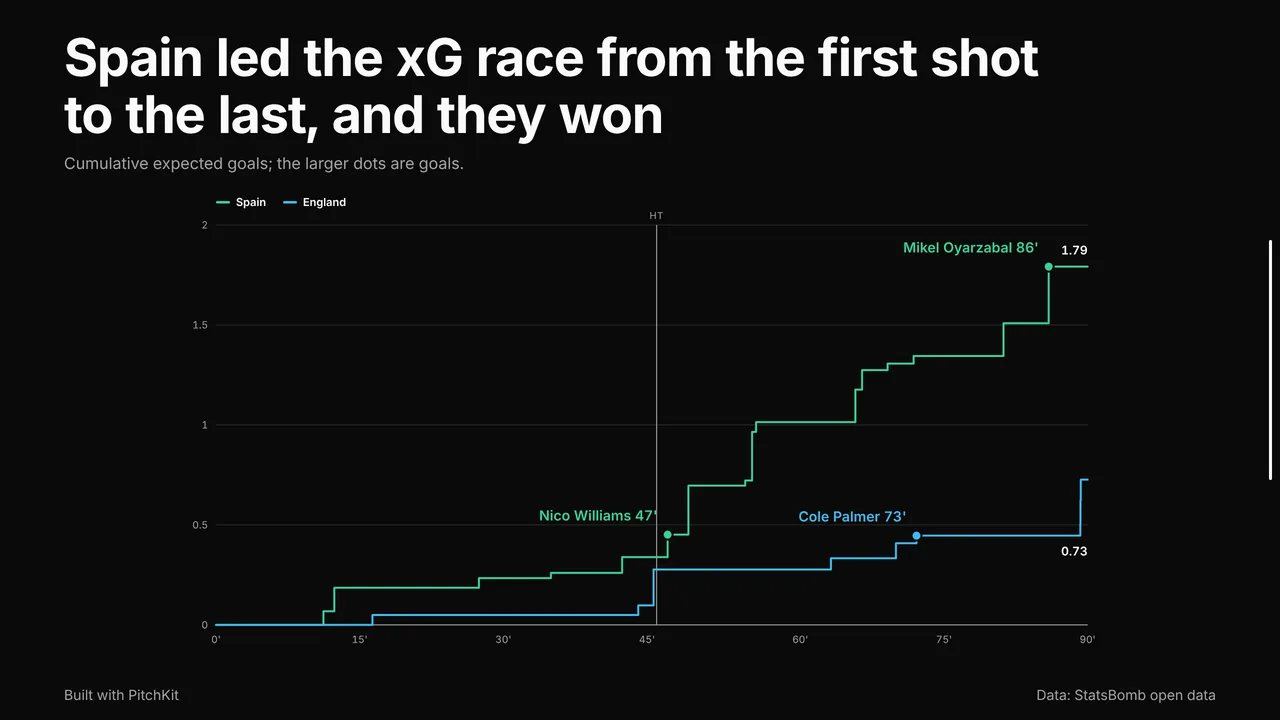 Spain led the xG race from the first shot
to the last, and they won
Cumulative expected goals; the larger dots are goals.
Spain England
HT
2
Mikel Oyarzabal 86' 1.79
1.5
1
Nico Williams 47' Cole Palmer 73'
0.5
0.73
0
0' 15' 30' 45' 60' 75' 90'
Built with PitchKit Data: StatsBomb open data